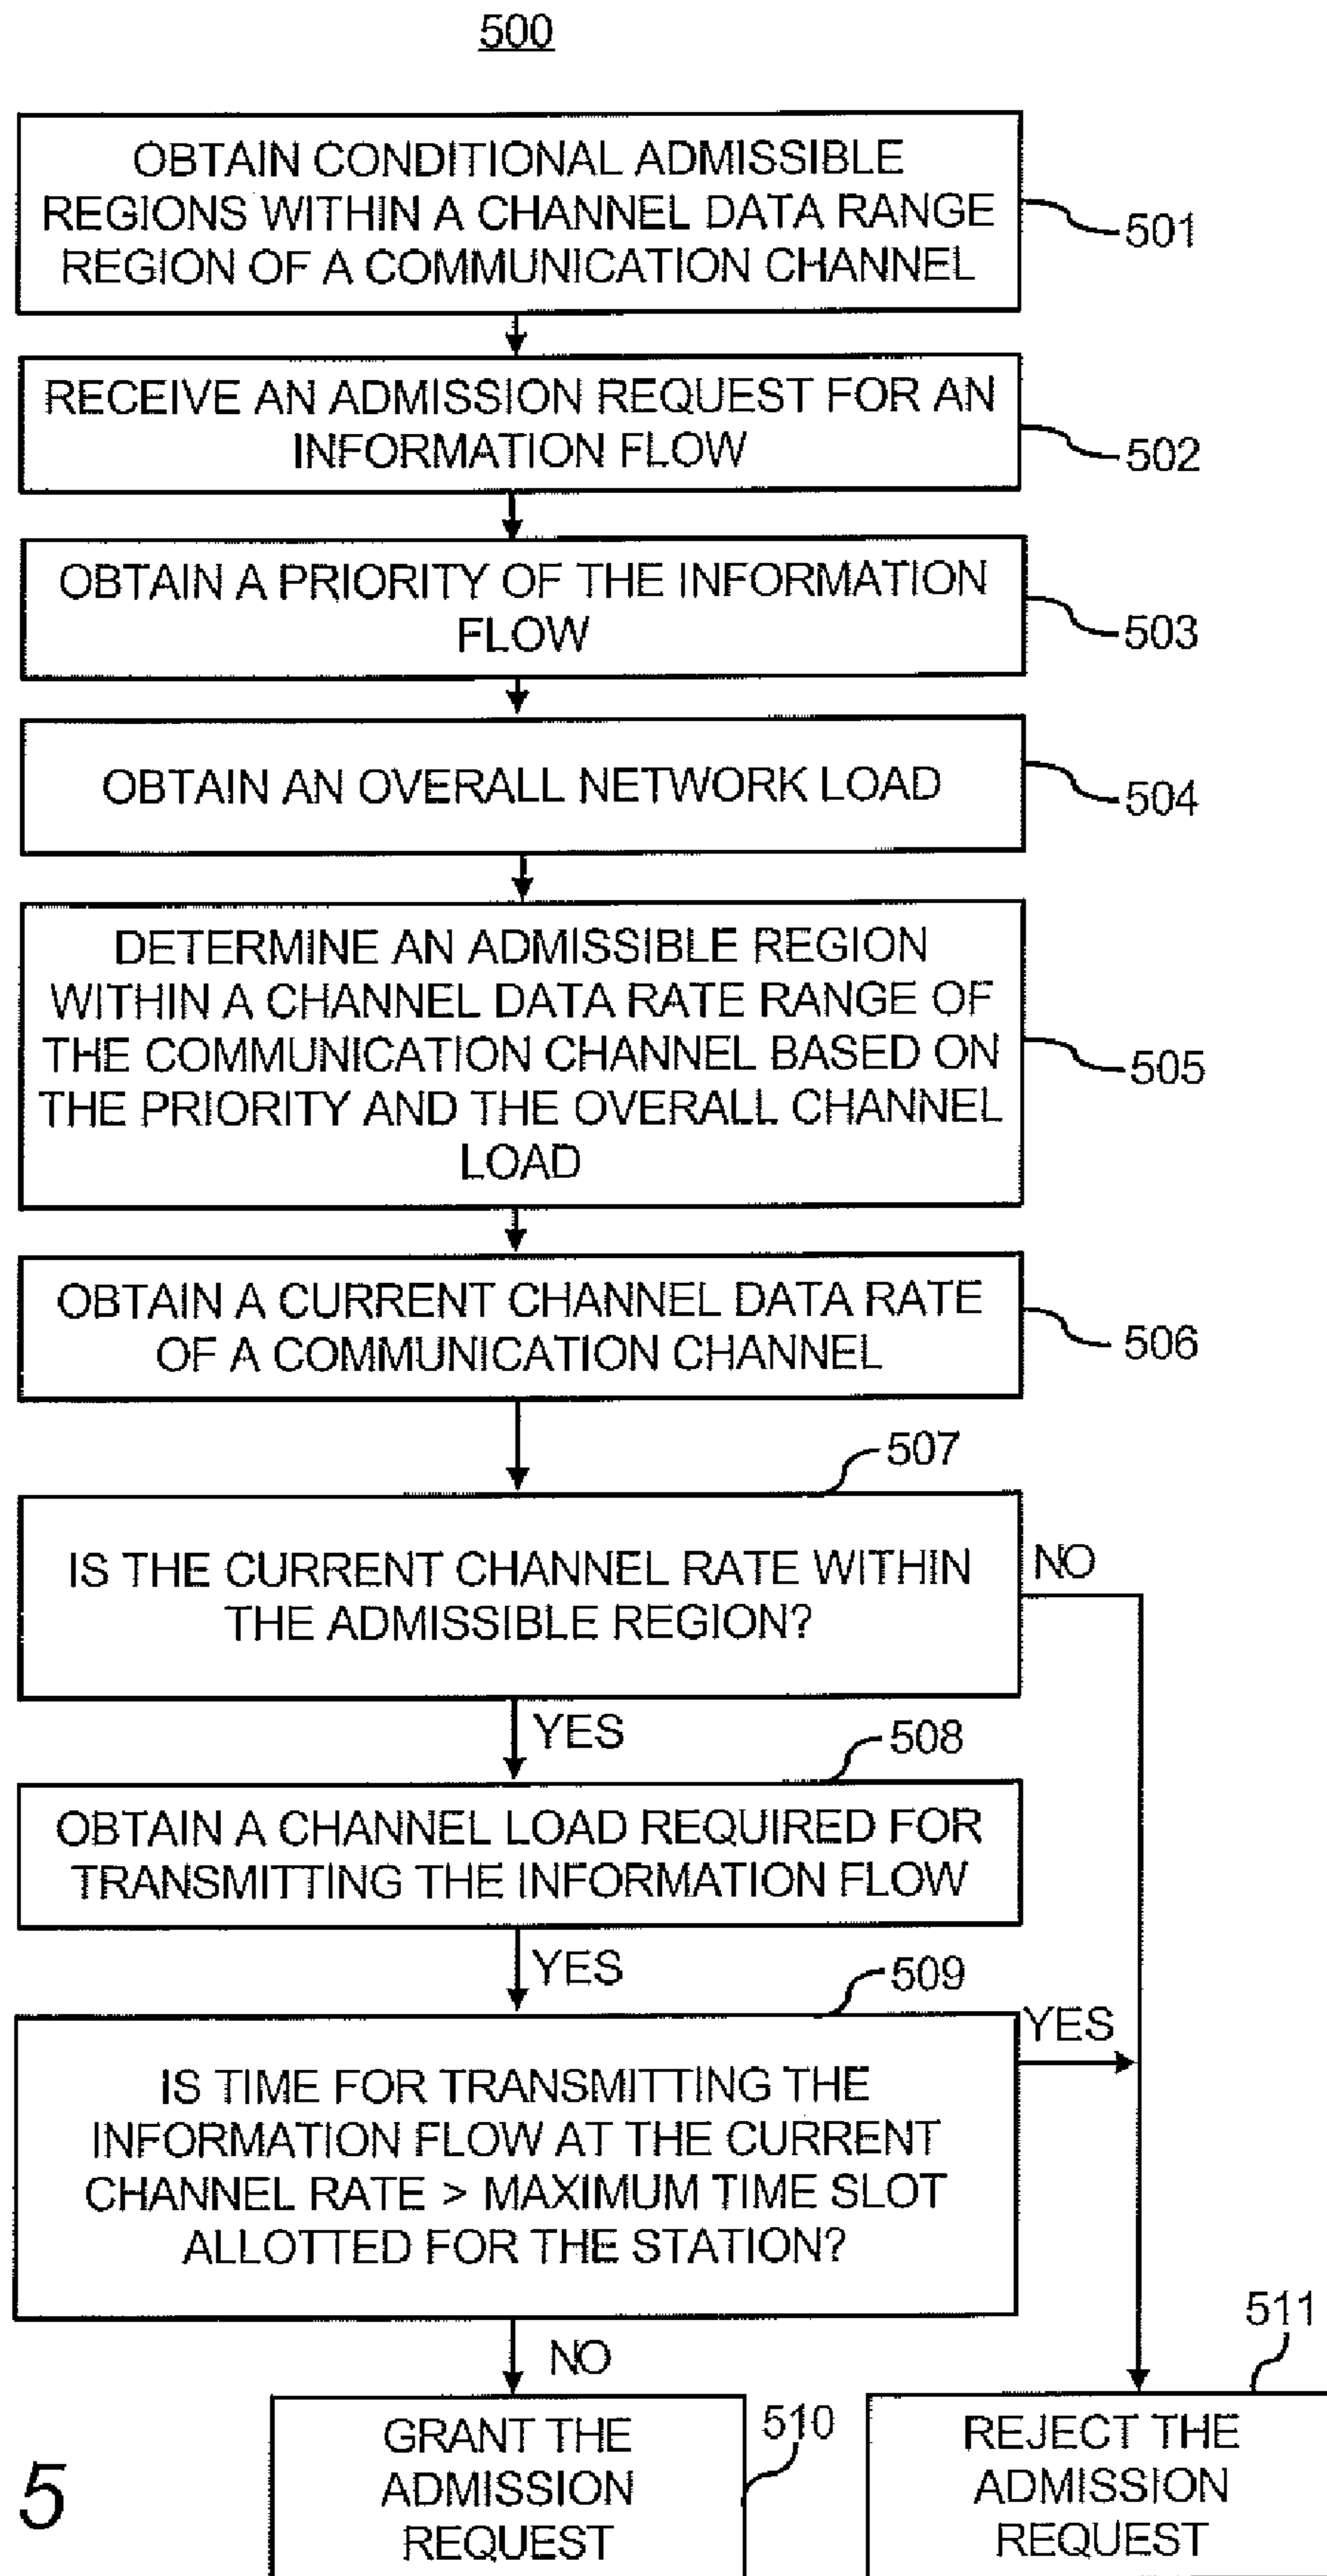 500
OBTAIN CONDITIONAL ADMISSIBLE
REGIONS WITHIN A CHANNEL DATA RANGE
REGION OF A COMMUNICATION CHANNEL
501
RECEIVE AN ADMISSION REQUEST FOR AN
INFORMATION FLOW
502
OBTAIN A PRIORITY OF THE INFORMATION
FLOW
503
OBTAIN AN OVERALL NETWORK LOAD
504
DETERMINE AN ADMISSIBLE REGION
WITHIN A CHANNEL DATA RATE RANGE OF
THE COMMUNICATION CHANNEL BASED ON
THE PRIORITY AND THE OVERALL CHANNEL
LOAD
505
OBTAIN A CURRENT CHANNEL DATA RATE
OF A COMMUNICATION CHANNEL
506
507
IS THE CURRENT CHANNEL RATE WITHIN
THE ADMISSIBLE REGION?
NO
YES
508
OBTAIN A CHANNEL LOAD REQUIRED FOR
TRANSMITTING THE INFORMATION FLOW
YES
509
IS TIME FOR TRANSMITTING THE
INFORMATION FLOW AT THE CURRENT
CHANNEL RATE > MAXIMUM TIME SLOT
ALLOTTED FOR THE STATION?
YES
NO
511
GRANT THE
ADMISSION
REQUEST
510
REJECT THE
ADMISSION
REQUEST
5